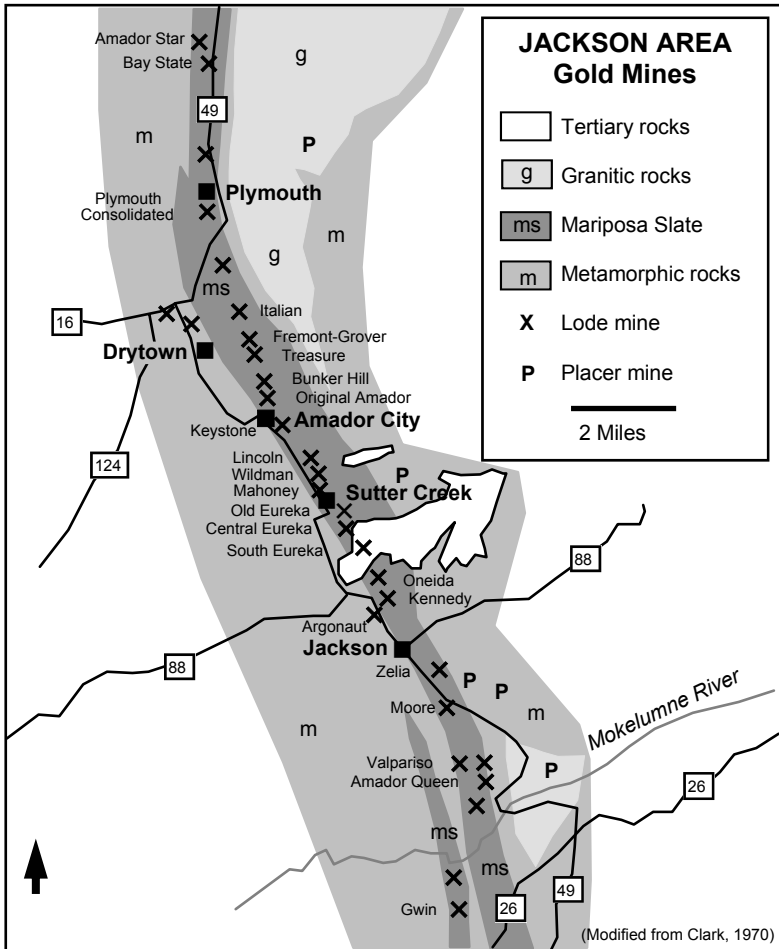 JACKSON AREA
Gold Mines
Tertiary rocks
g Granitic rocks
ms Mariposa Slate
m Metamorphic rocks
X Lode mine
P Placer mine
2 Miles
Amador Star
Bay State
g
49
m
P
Plymouth
Plymouth
Consolidated
m
g
ms
16
Italian
Drytown
Fremont-Grover
Treasure
Bunker Hill
Original Amador
Amador City
Keystone
124
Lincoln
Wildman
P
Mahoney
Sutter Creek
Old Eureka
Central Eureka
South Eureka
88
Oneida
Kennedy
Argonaut
Jackson
88
Zelia
P
P
Moore
m
m
Mokelumne River
Valpariso
P
Amador Queen
26
ms
ms
49
26
Gwin
(Modified from Clark, 1970)